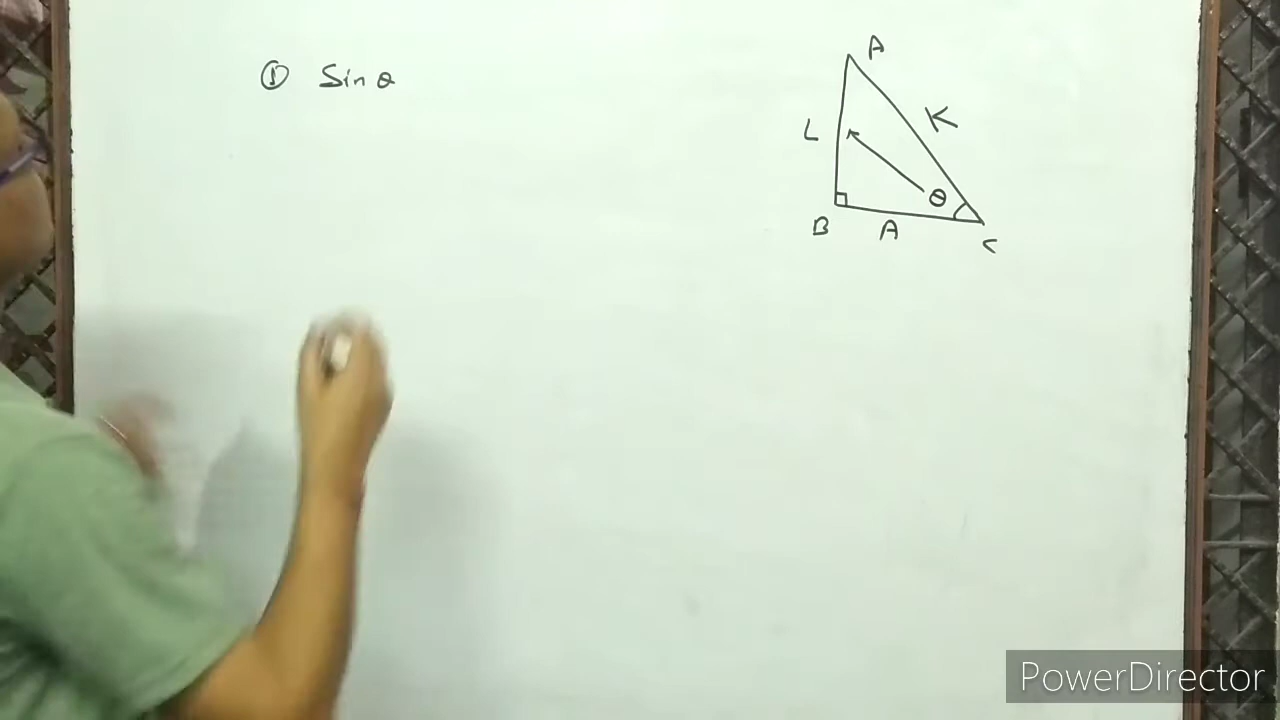 ① Sin θ
A
L
K
θ
B
A
C
PowerDirector